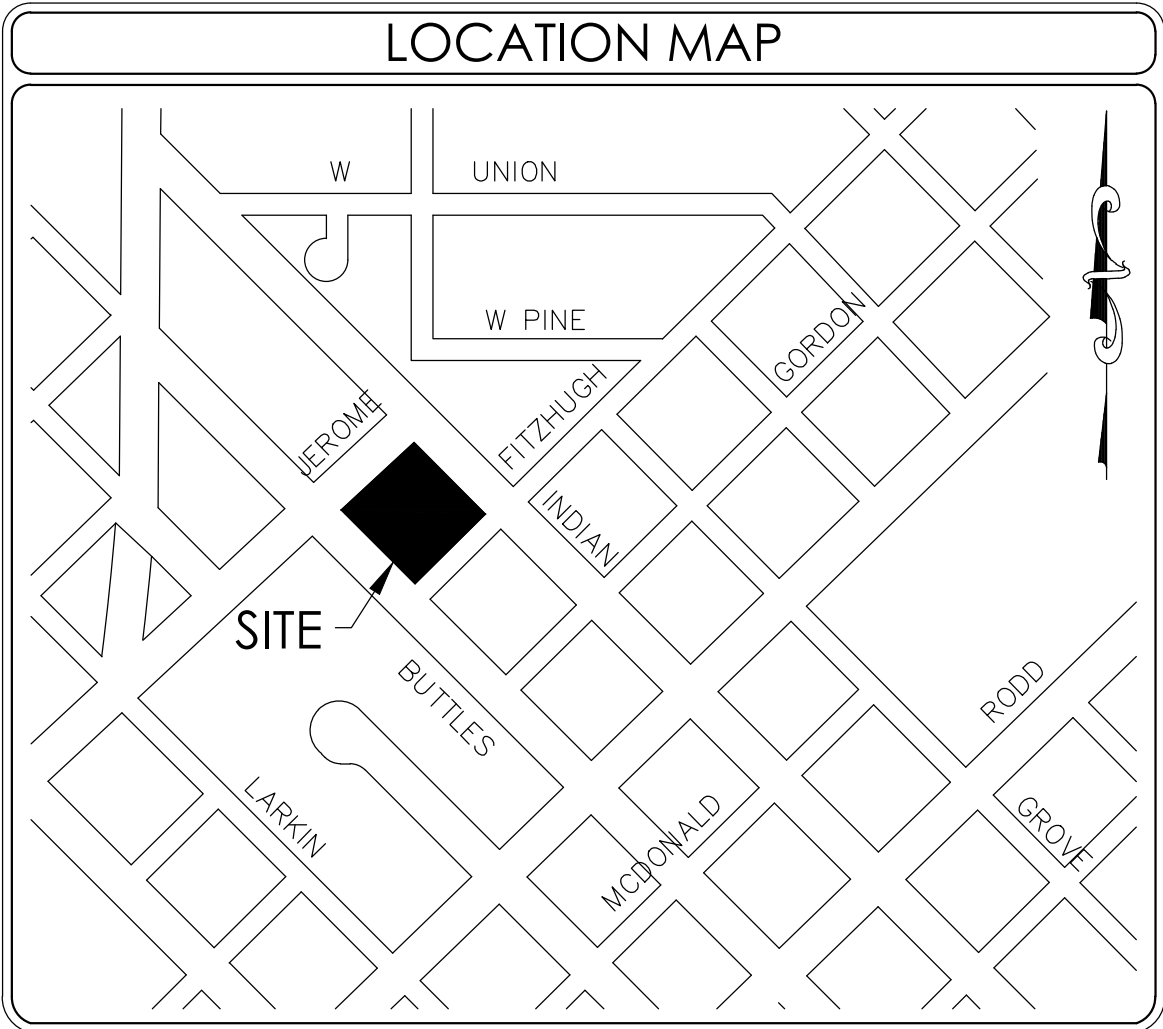 LOCATION MAP
W UNION
W PINE
GORDON
JEROME
FITZHUGH
INDIAN
SITE
BUTTLES
RODD
LARKIN
MCDONALD
GROVE